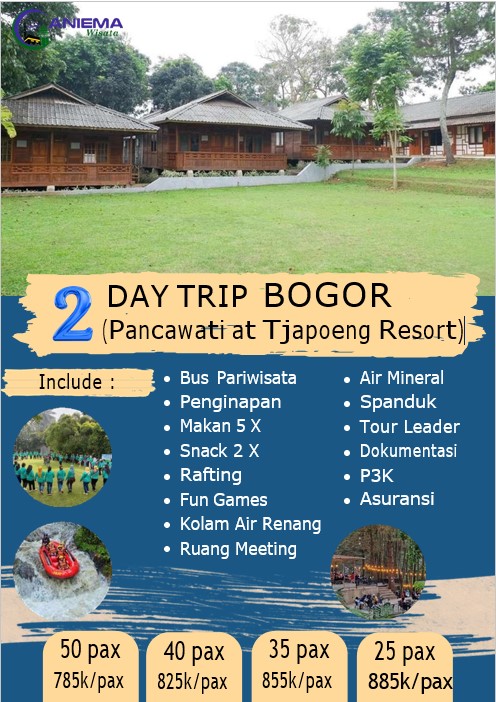 ANIEMA
Wisata
2 DAY TRIP BOGOR
(Pancawati at Tjapoeng Resort)
Include :
Bus Pariwisata
Penginapan
Makan 5 X
Snack 2 X
Rafting
Fun Games
Kolam Air Renang
Ruang Meeting
Air Mineral
Spanduk
Tour Leader
Dokumentasi
P3K
Asuransi
50 pax
785k/pax
40 pax
825k/pax
35 pax
855k/pax
25 pax
885k/pax